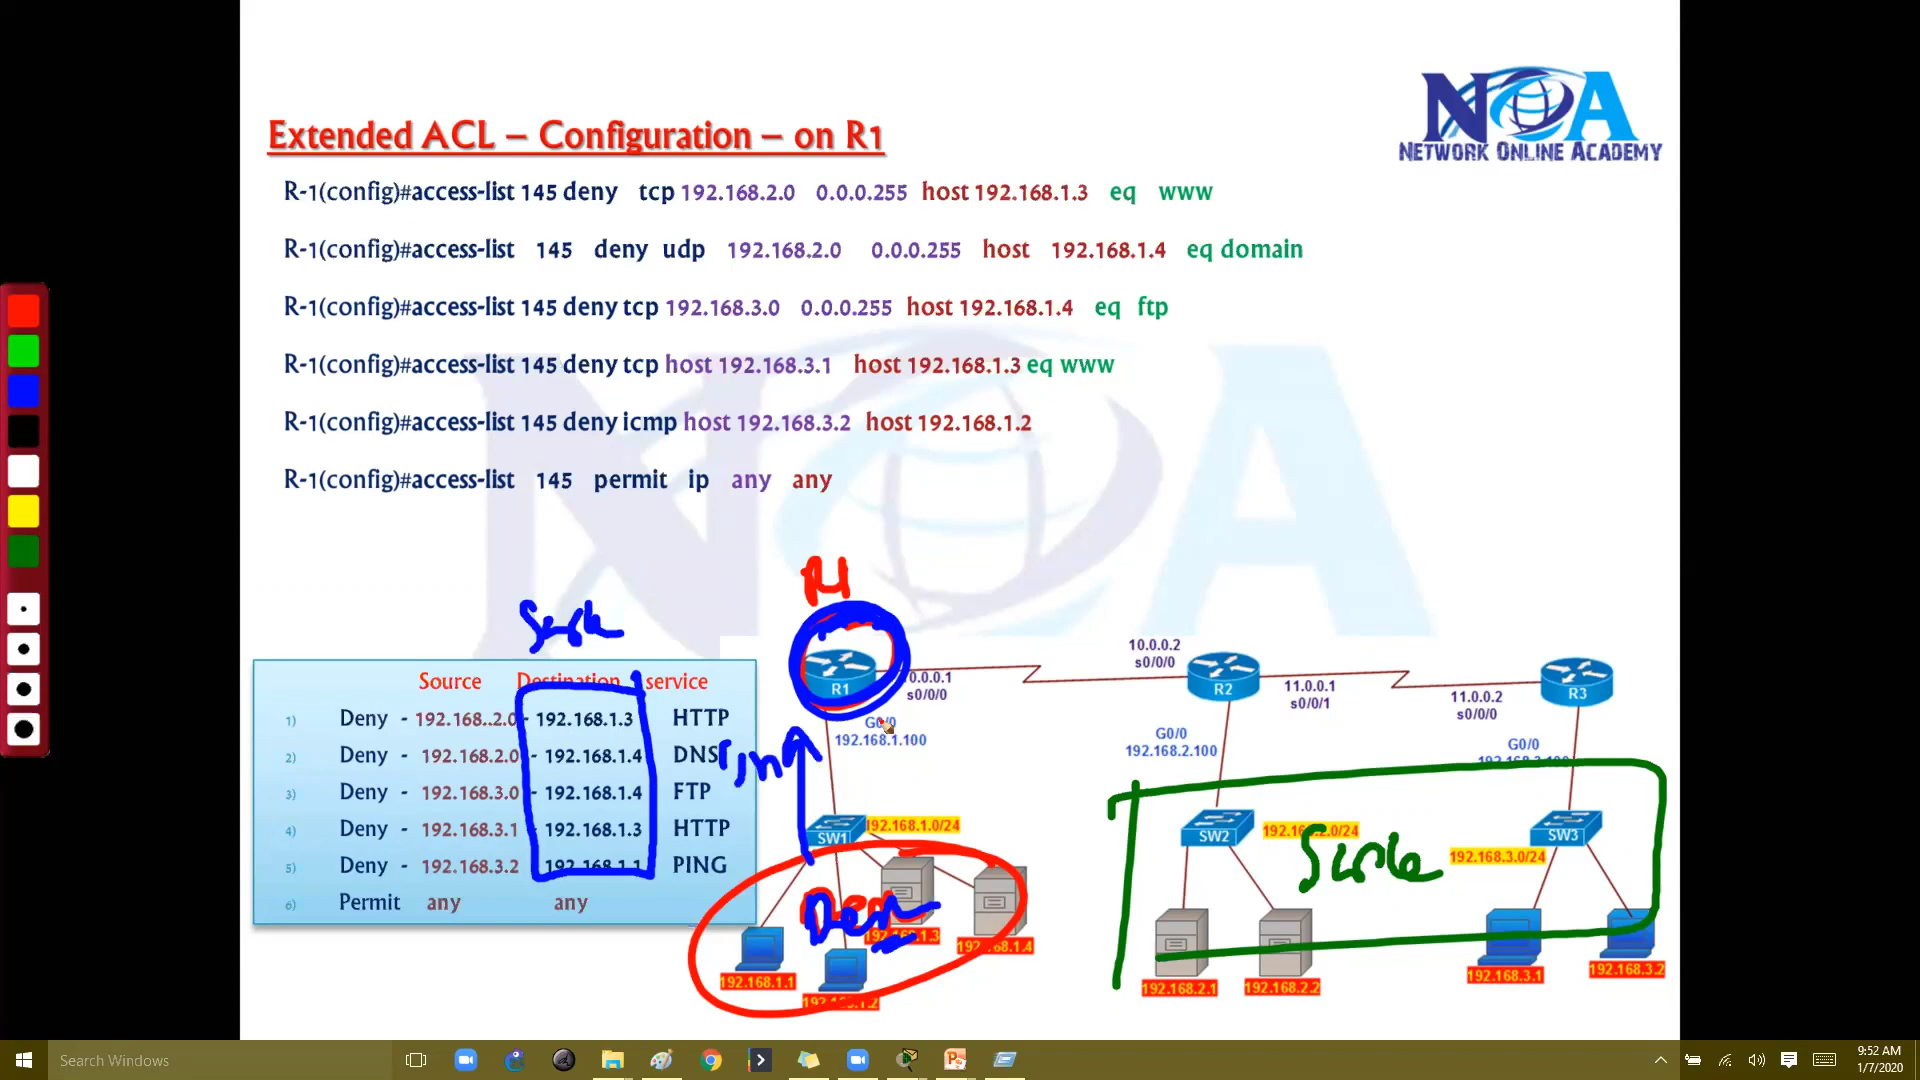 NOA
NETWORK ONLINE ACADEMY
Extended ACL – Configuration – on R1
R-1(config)#access-list 145 deny tcp 192.168.2.0 0.0.0.255 host 192.168.1.3 eq www
R-1(config)#access-list 145 deny udp 192.168.2.0 0.0.0.255 host 192.168.1.4 eq domain
R-1(config)#access-list 145 deny tcp 192.168.3.0 0.0.0.255 host 192.168.1.4 eq ftp
R-1(config)#access-list 145 deny tcp host 192.168.3.1 host 192.168.1.3 eq www
R-1(config)#access-list 145 deny icmp host 192.168.3.2 host 192.168.1.2
R-1(config)#access-list 145 permit ip any any
R1
Source Destination service
1) Deny - 192.168..2.0 - 192.168.1.3 HTTP
2) Deny - 192.168.2.0 - 192.168.1.4 DNS
3) Deny - 192.168.3.0 - 192.168.1.4 FTP
4) Deny - 192.168.3.1 - 192.168.1.3 HTTP
5) Deny - 192.168.3.2 192.168.1.1 PING
6) Permit any any
R1
0.0.0.1
s0/0/0
G0/0
192.168.1.100
10.0.0.2
s0/0/0
R2
11.0.0.1
s0/0/1
11.0.0.2
s0/0/0
R3
G0/0
192.168.2.100
G0/0
SW1
192.168.1.0/24
SW2
SW3
192.168.3.0/24
192.168.1.1
192.168.1.4
192.168.2.1
192.168.2.2
192.168.3.1
192.168.3.2
Search Windows
9:52 AM
1/7/2020